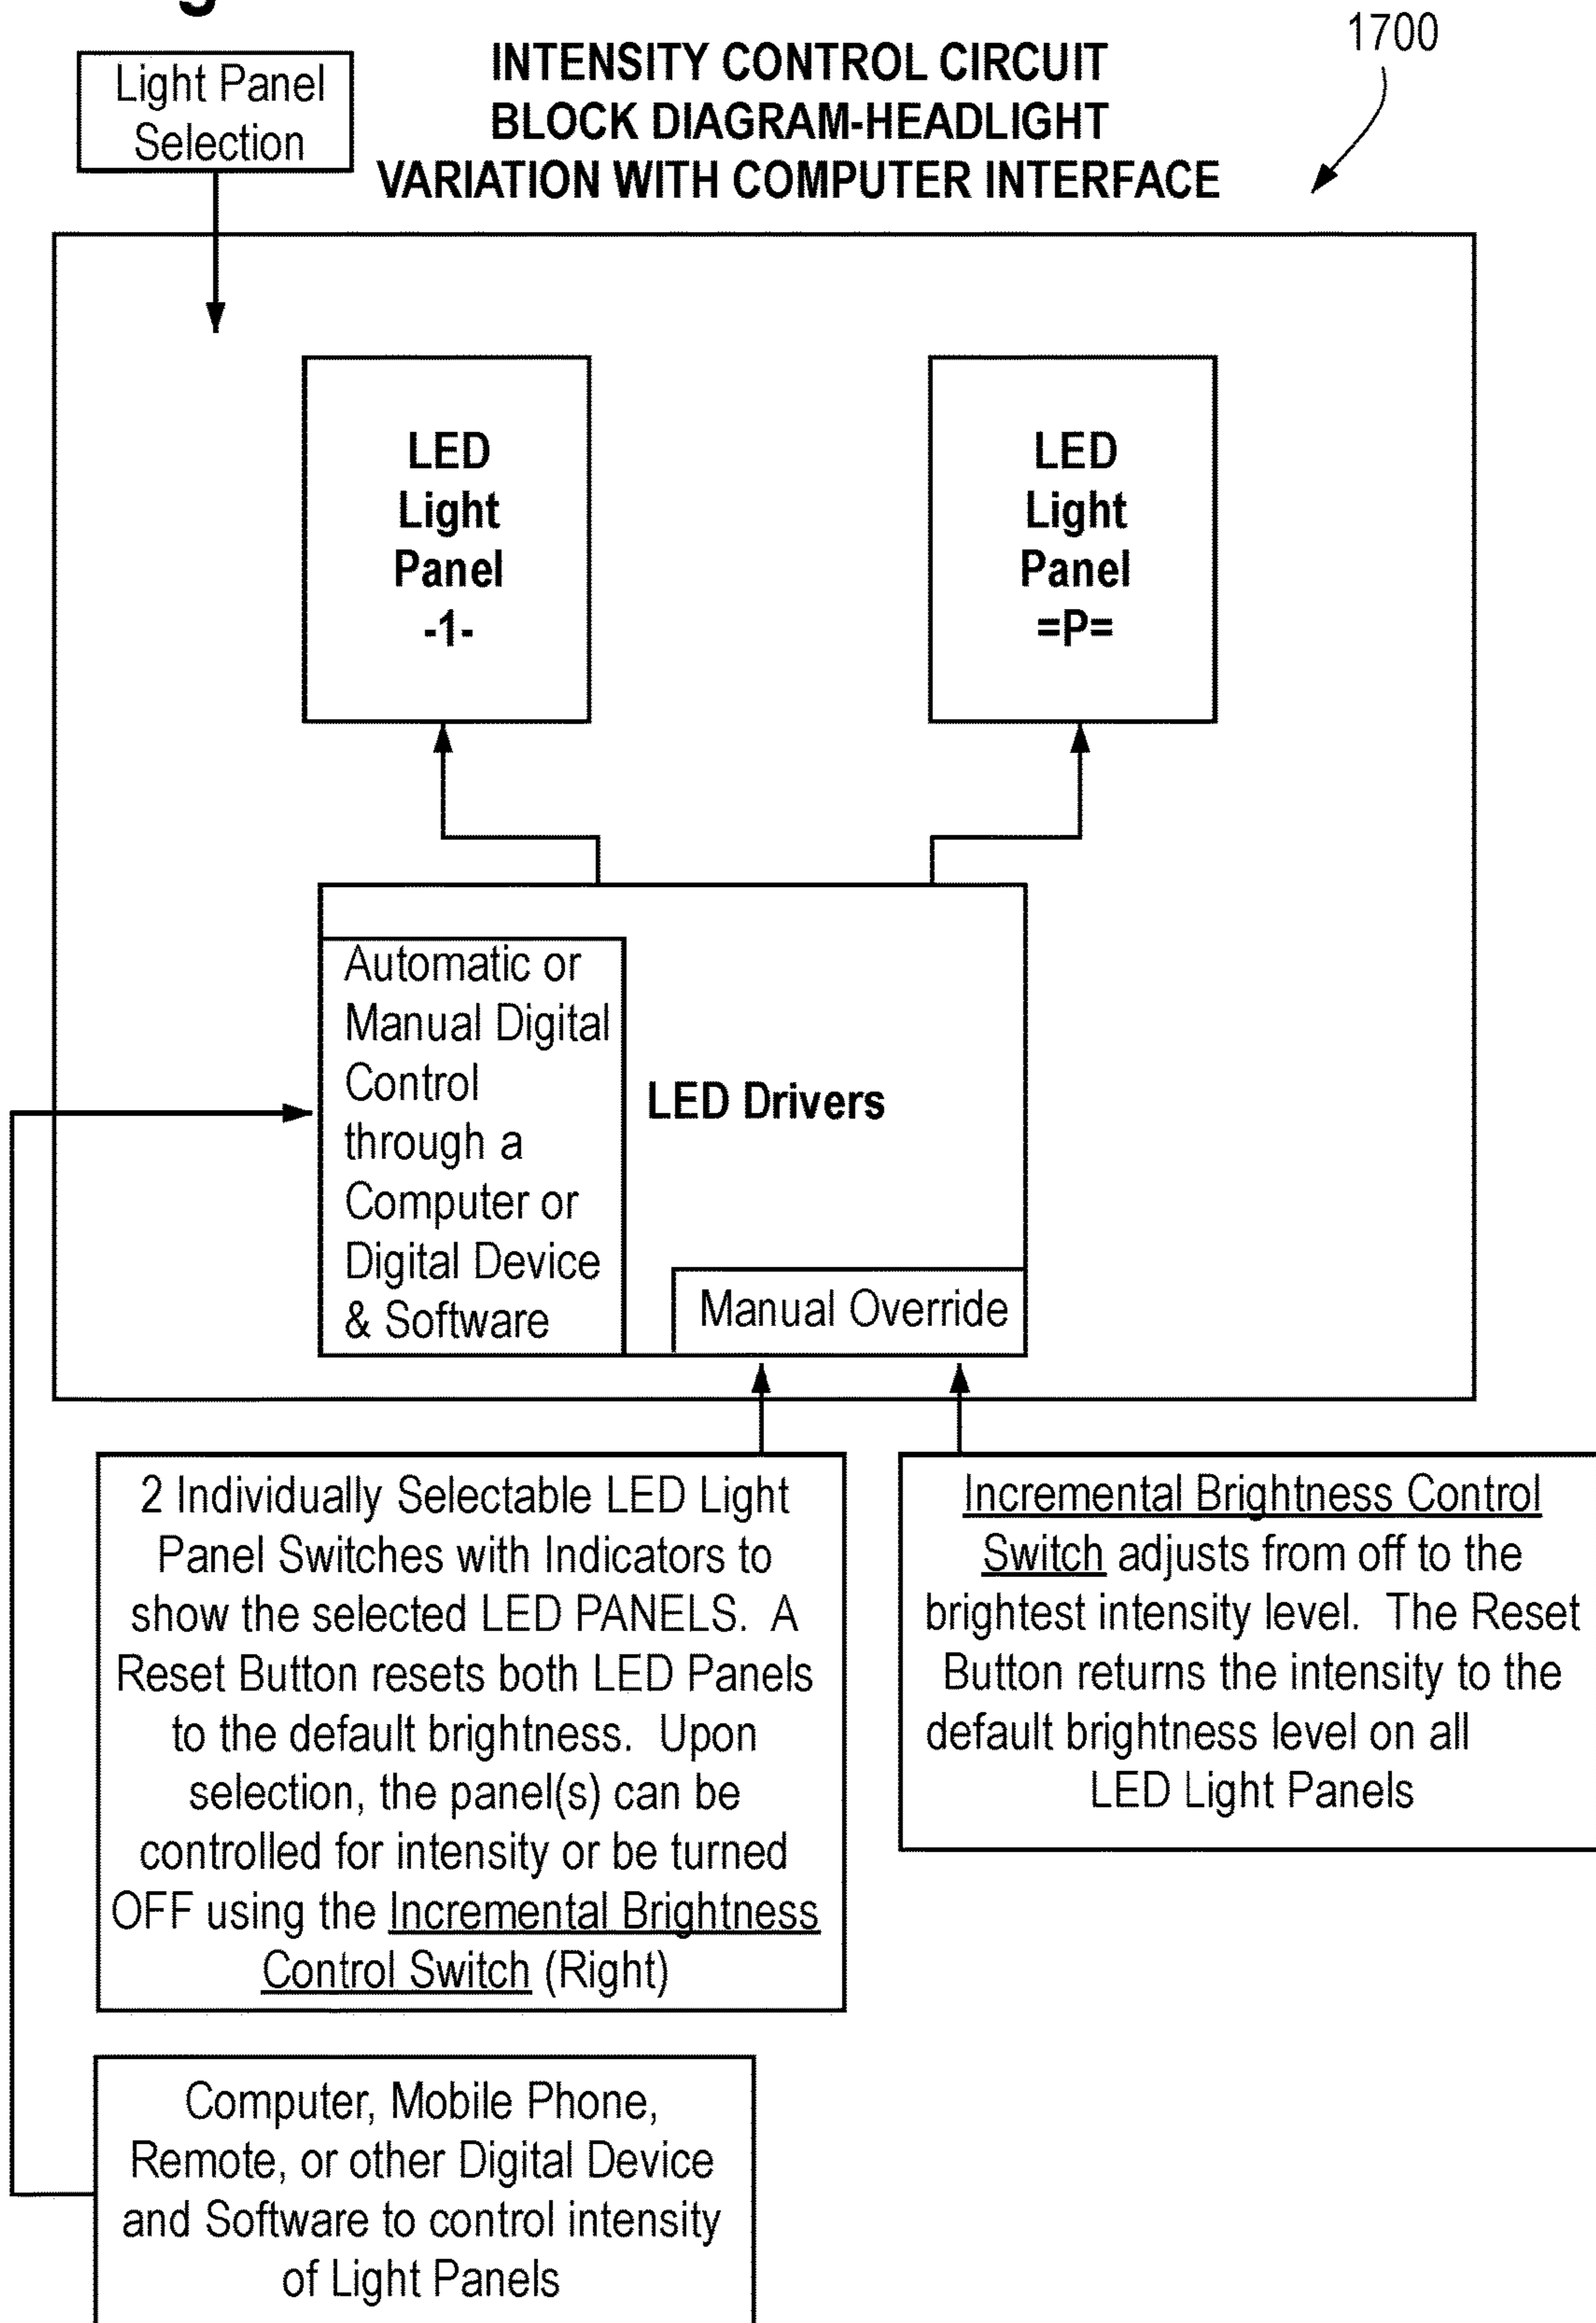 1700
INTENSITY CONTROL CIRCUIT
BLOCK DIAGRAM-HEADLIGHT
VARIATION WITH COMPUTER INTERFACE
Light Panel
Selection
LED
Light
Panel
-1-
LED
Light
Panel
=P=
Automatic or
Manual Digital
Control
through a
Computer or
Digital Device
& Software
LED Drivers
Manual Override
2 Individually Selectable LED Light
Panel Switches with Indicators to
show the selected LED PANELS. A
Reset Button resets both LED Panels
to the default brightness. Upon
selection, the panel(s) can be
controlled for intensity or be turned
OFF using the Incremental Brightness
Control Switch (Right)
Incremental Brightness Control
Switch adjusts from off to the
brightest intensity level. The Reset
Button returns the intensity to the
default brightness level on all
LED Light Panels
Computer, Mobile Phone,
Remote, or other Digital Device
and Software to control intensity
of Light Panels